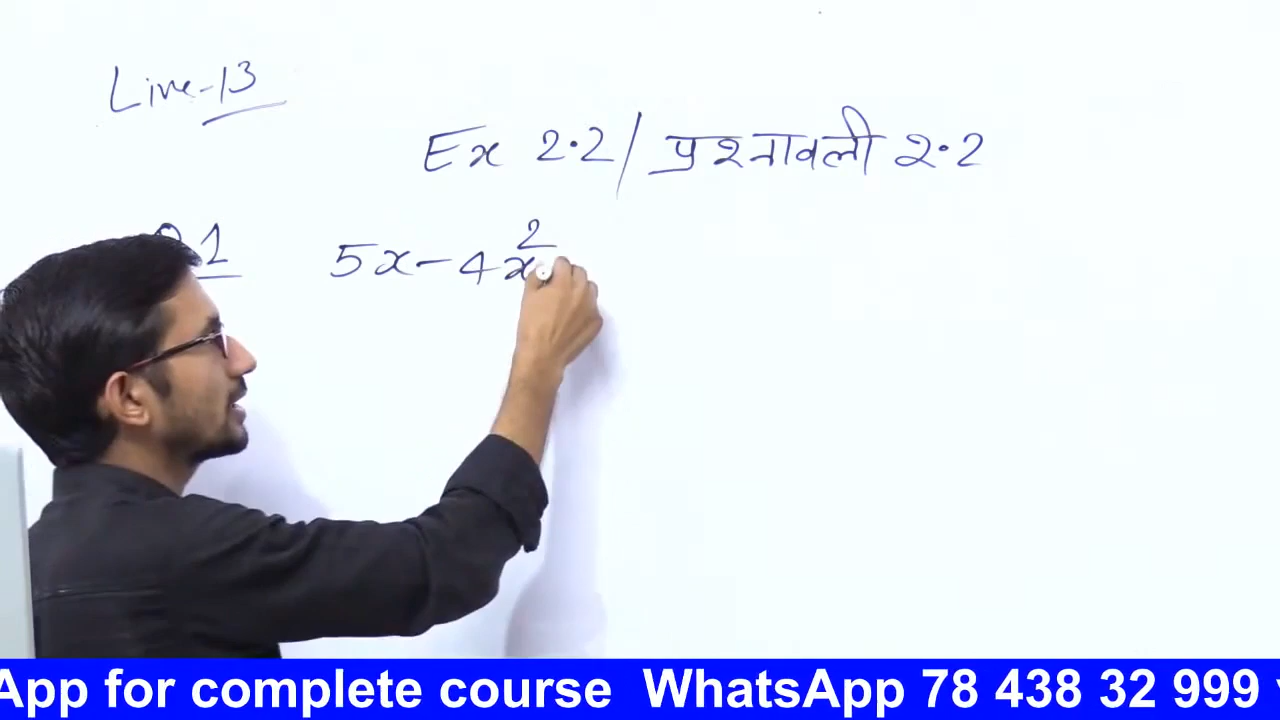 Live-13
Ex 2.2/ प्रश्नावली 2.2
Q1 5x-4x²
App for complete course WhatsApp 78 438 32 999